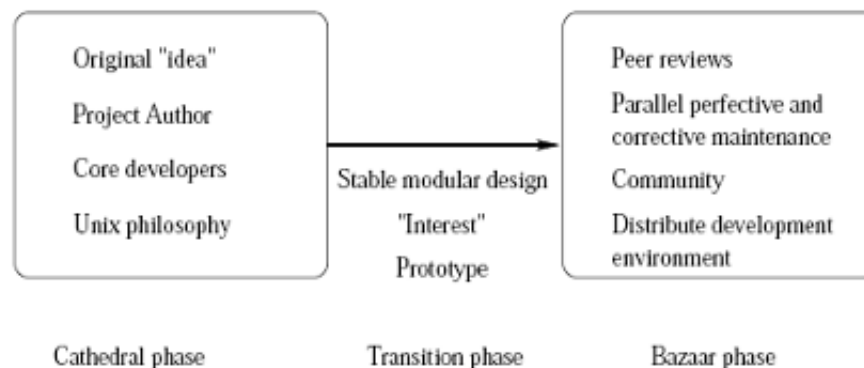 Original "idea"
Project Author
Core developers
Unix philosophy
Stable modular design
"Interest"
Prototype
Peer reviews
Parallel perfective and
corrective maintenance
Community
Distribute development
environment
Cathedral phase
Transition phase
Bazaar phase